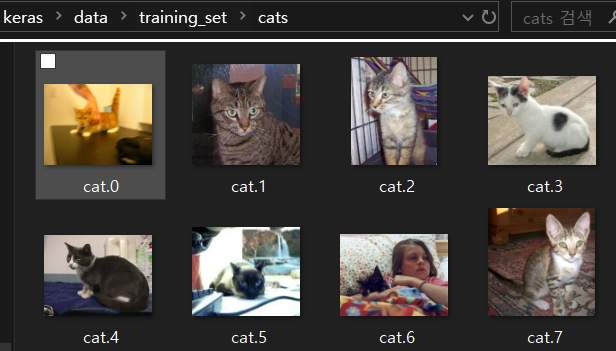 keras > data > training_set > cats
cats 검색
cat.0
cat.1
cat.2
cat.3
cat.4
cat.5
cat.6
cat.7